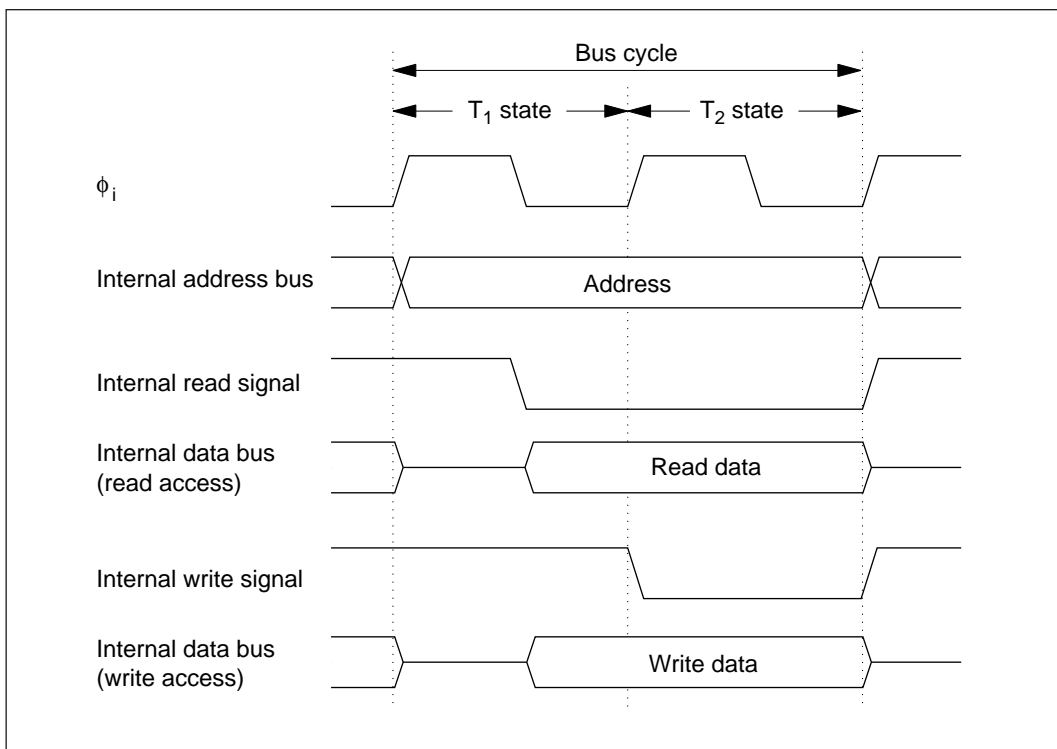 Bus cycle
T1 state
T2 state
ϕi
Internal address bus
Address
Internal read signal
Internal data bus
(read access)
Read data
Internal write signal
Internal data bus
(write access)
Write data